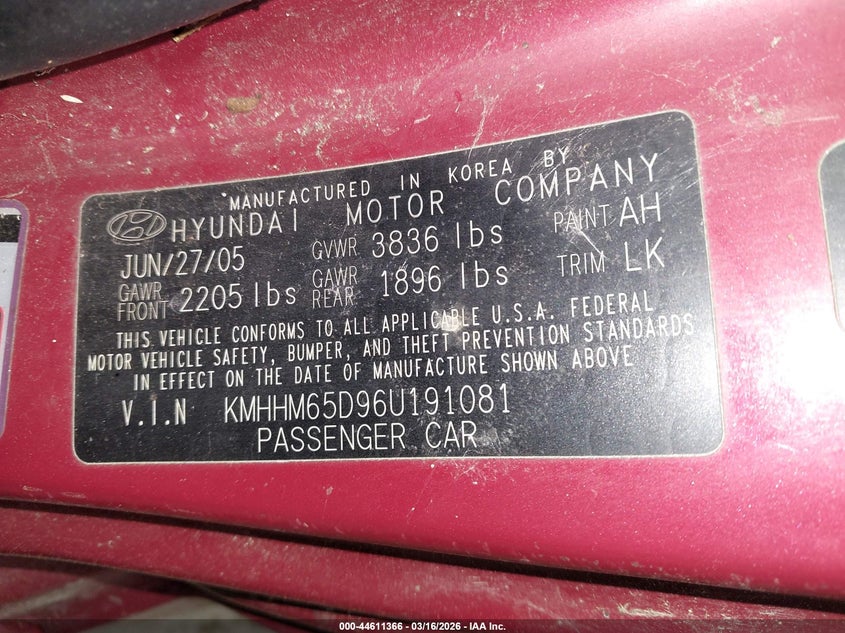 MANUFACTURED IN KOREA BY
HYUNDAI MOTOR COMPANY
JUN/27/05 GVWR 3836 lbs PAINT AH
GAWR FRONT 2205 lbs GAWR REAR 1896 lbs TRIM LK
THIS VEHICLE CONFORMS TO ALL APPLICABLE U.S.A. FEDERAL
MOTOR VEHICLE SAFETY, BUMPER, AND THEFT PREVENTION STANDARDS
IN EFFECT ON THE DATE OF MANUFACTURE SHOWN ABOVE
V.I.N KMHHM65D96U191081
PASSENGER CAR
000-44611366 - 03/16/2026 - IAA Inc.